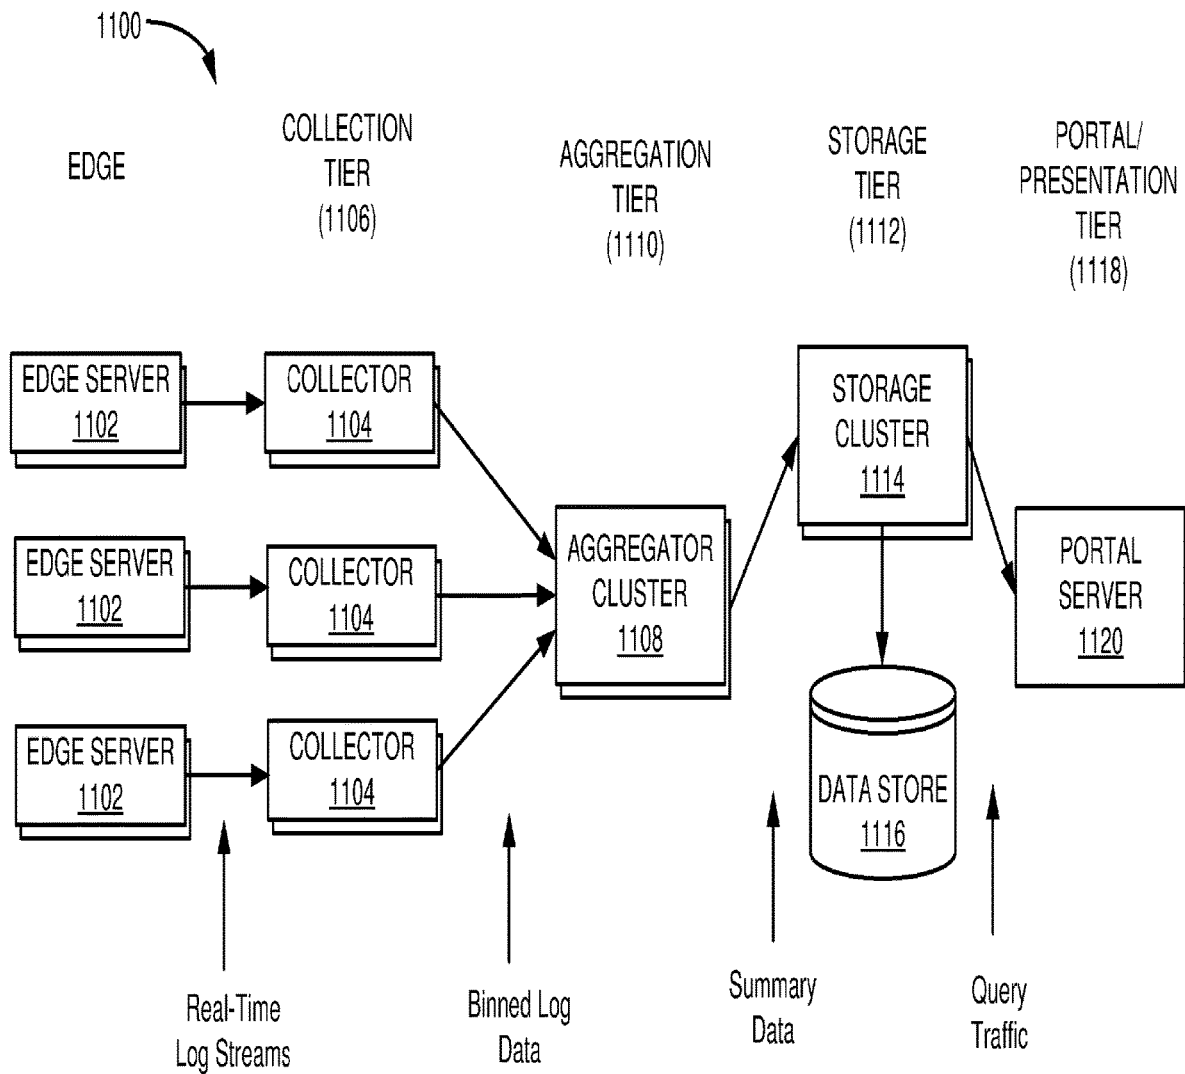 1100
EDGE
COLLECTION
TIER
(1106)
AGGREGATION
TIER
(1110)
STORAGE
TIER
(1112)
PORTAL/
PRESENTATION
TIER
(1118)
EDGE SERVER
1102
COLLECTOR
1104
EDGE SERVER
1102
COLLECTOR
1104
EDGE SERVER
1102
COLLECTOR
1104
AGGREGATOR
CLUSTER
1108
STORAGE
CLUSTER
1114
DATA STORE
1116
PORTAL
SERVER
1120
Real-Time
Log Streams
Binned Log
Data
Summary
Data
Query
Traffic